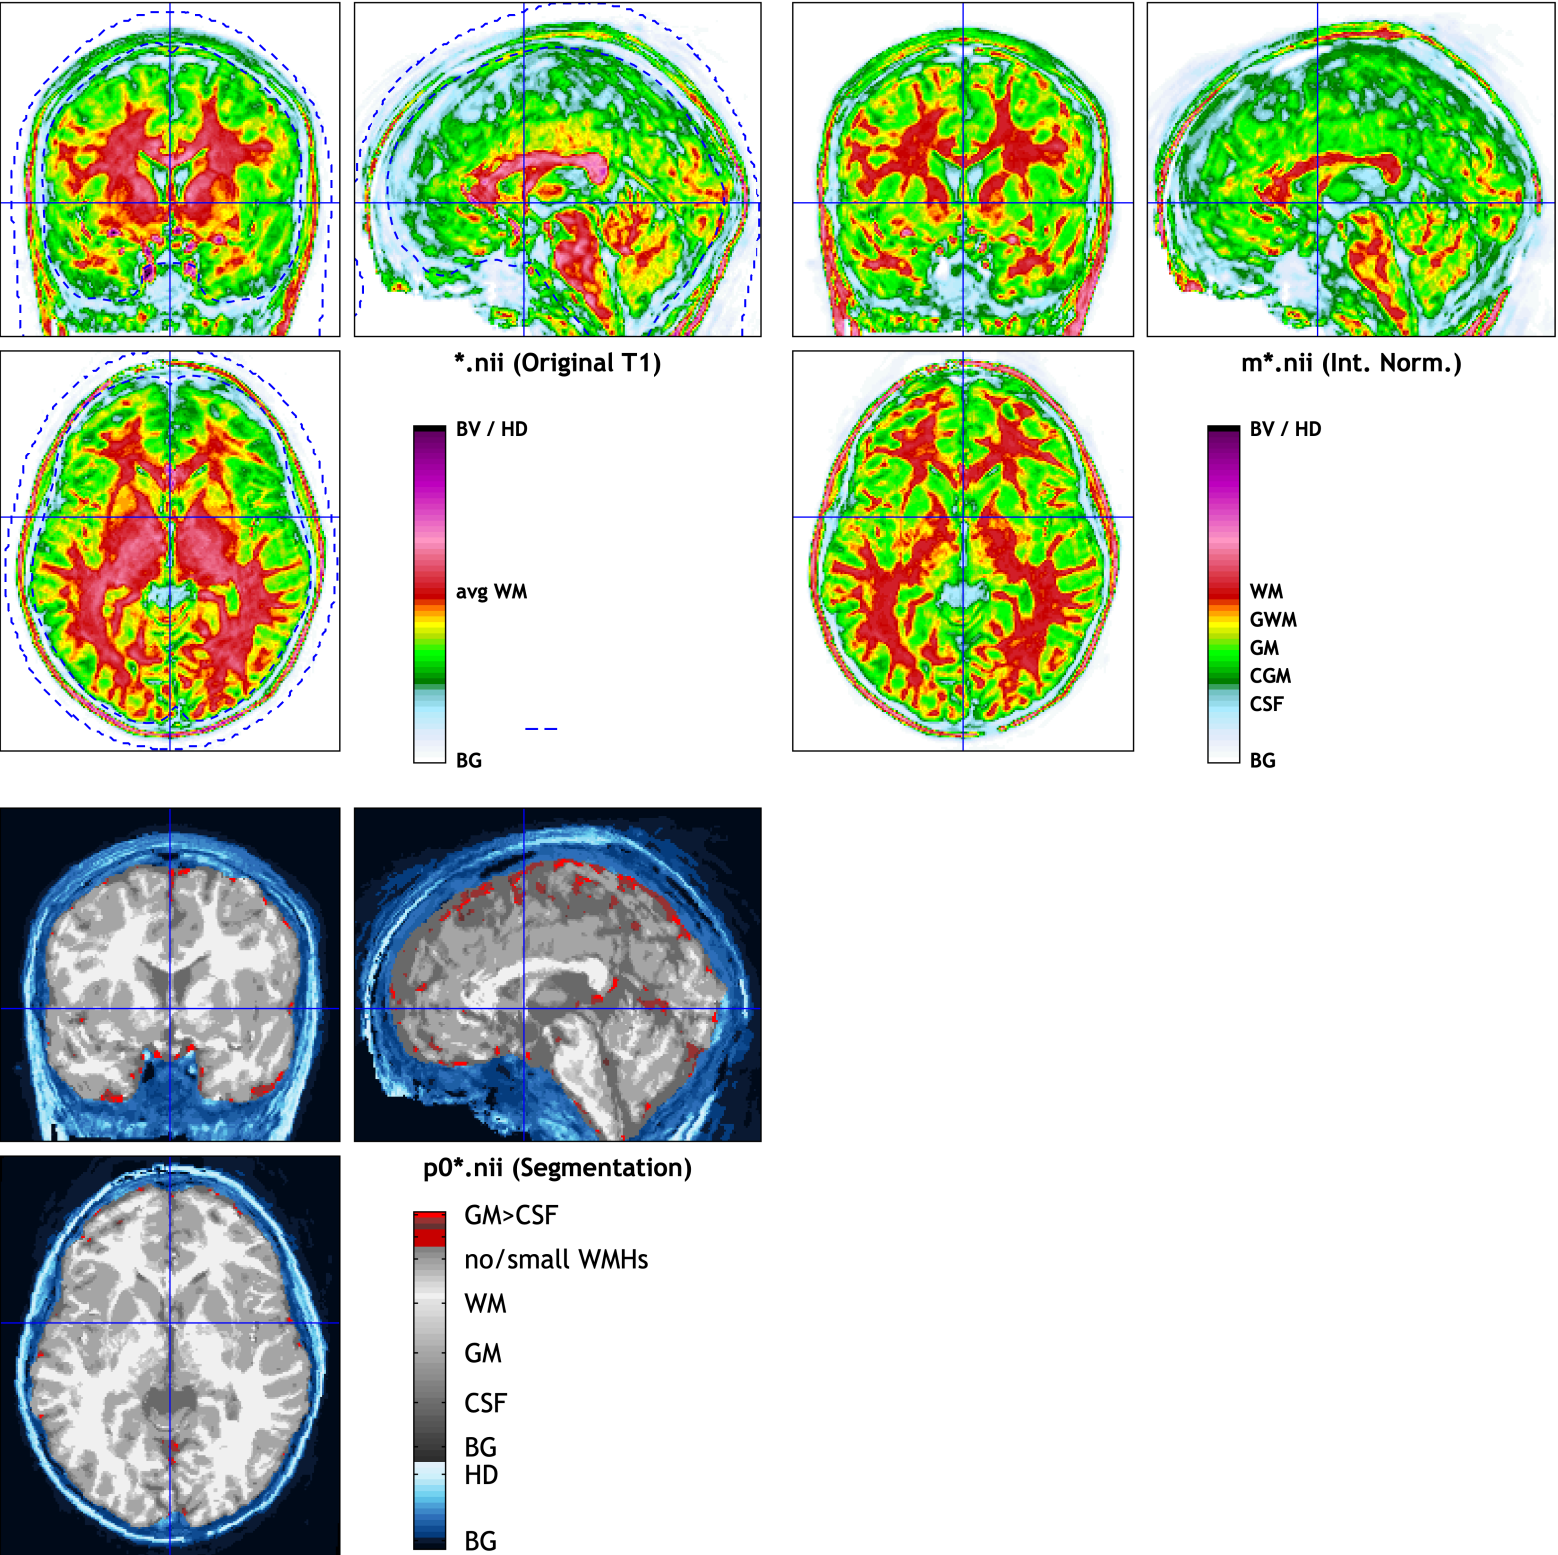 *.nii (Original T1)
BV / HD
avg WM
BG
m*.nii (Int. Norm.)
BV / HD
WM
GWM
GM
CGM
CSF
BG
p0*.nii (Segmentation)
GM>CSF
no/small WMHs
WM
GM
CSF
BG
HD
BG